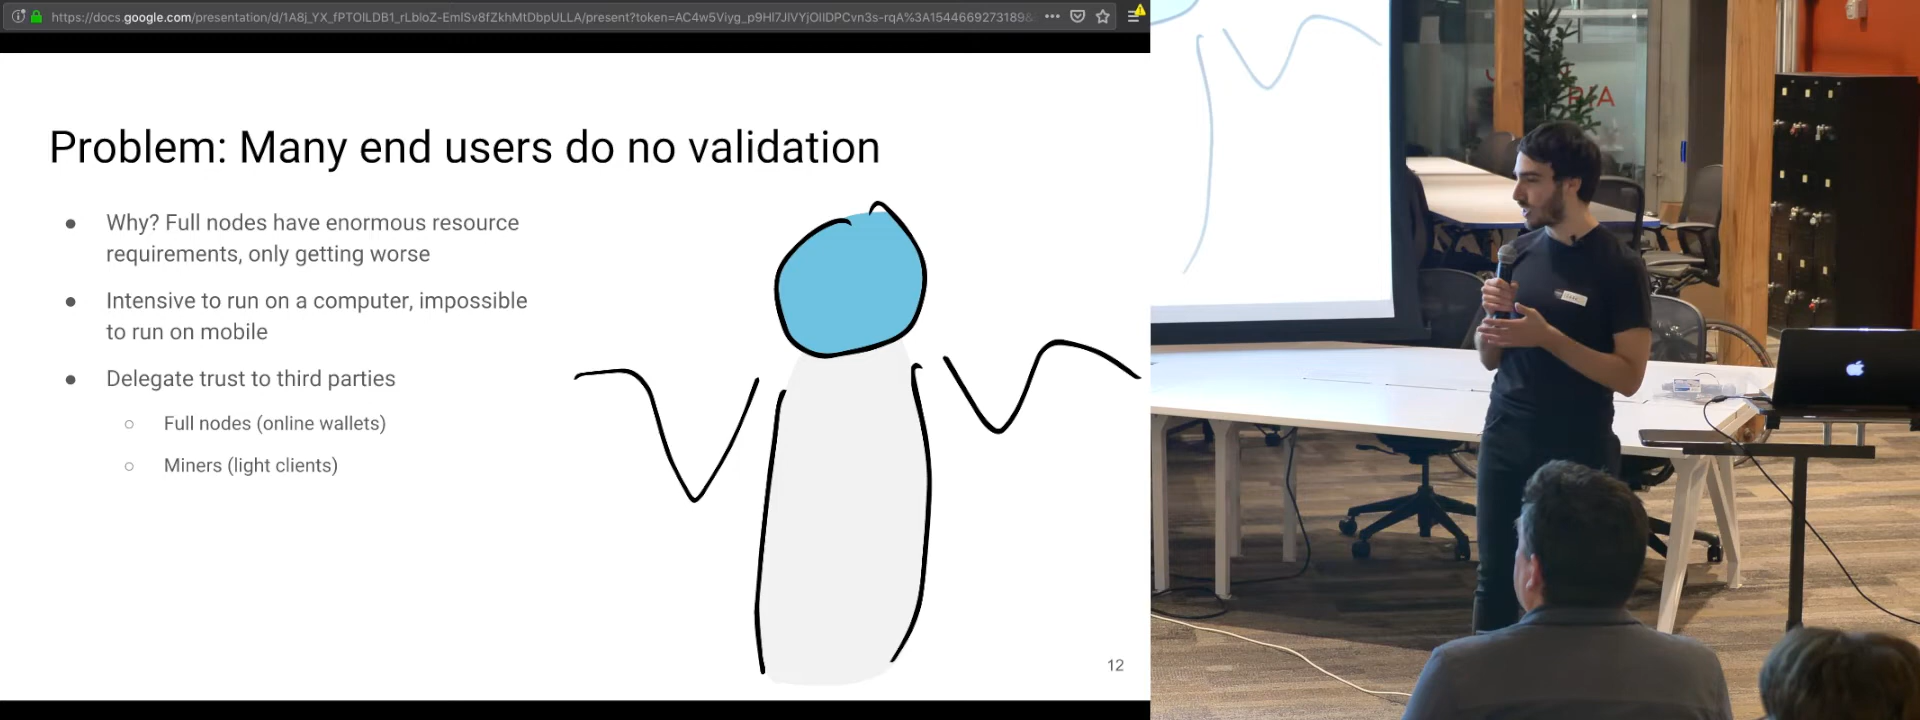 https://docs.google.com/presentation/d/1A8j_YX_fPTOILDB1_rLbloZ-EmlSv8fZkhMtDbpULLA/present?token=AC4w5Viyg_p9Hl7JlVYjOIlDPCvn3s-rqA%3A1544669273189&
Problem: Many end users do no validation
● Why? Full nodes have enormous resource
requirements, only getting worse
● Intensive to run on a computer, impossible
to run on mobile
● Delegate trust to third parties
○ Full nodes (online wallets)
○ Miners (light clients)
12